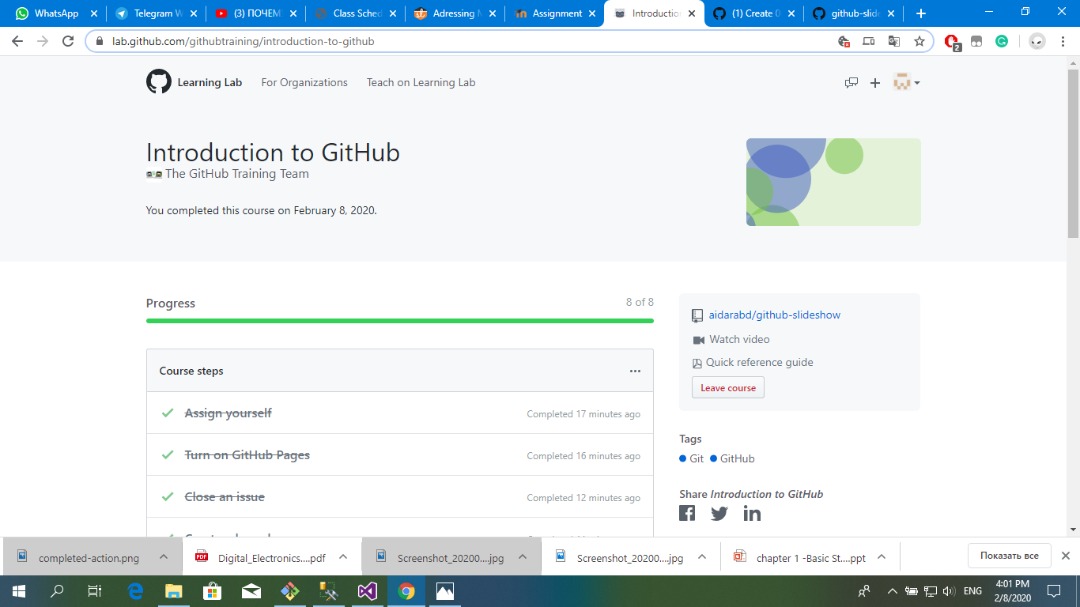 WhatsApp
Telegram W
(3) ПОЧЕМ
Class Sched
Adressing M
Assignment
Introductio
(1) Create D
github-slid
lab.github.com/githubtraining/introduction-to-github
2
Learning Lab
For Organizations
Teach on Learning Lab
Introduction to GitHub
The GitHub Training Team
You completed this course on February 8, 2020.
Progress
8 of 8
Course steps
Assign yourself
Completed 17 minutes ago
Turn on GitHub Pages
Completed 16 minutes ago
Close an issue
Completed 12 minutes ago
aidarabd/github-slideshow
Watch video
Quick reference guide
Leave course
Tags
Git
GitHub
Share Introduction to GitHub
completed-action.png
PDF
Digital_Electronics....pdf
Screenshot_20200....jpg
Screenshot_20200....jpg
chapter 1 -Basic St....ppt
Показать все
ENG
4:01 PM
2/8/2020